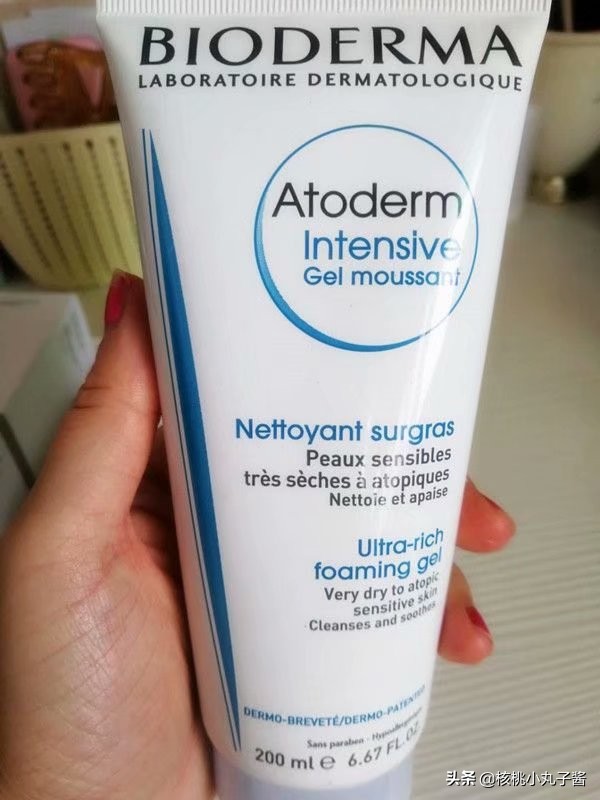 BIODERMA
LABORATOIRE DERMATOLOGIQUE
Atoderm
Intensive
Gel moussant
Nettoyant surgras
Peaux sensibles
très sèches à atopiques
Nettoie et apaise
Ultra-rich
foaming gel
Very dry to atopic
sensitive skin
Cleanses and soothes
DERMO-BREVETÉ/DERMO-PATENTED
Sans paraben - Hypoallergénique
200 ml e 6.67 FL.OZ.
头条 @核桃小丸子酱